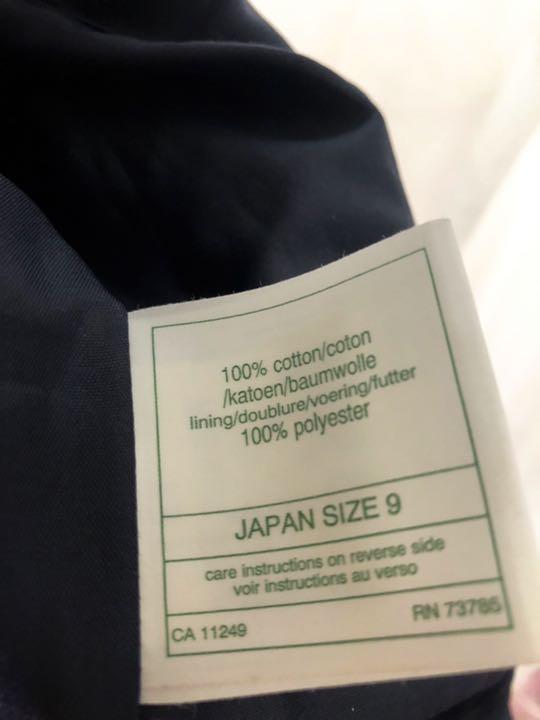 100% cotton/coton
/katoen/baumwolle
lining/doublure/voering/futter
100% polyester
JAPAN SIZE 9
care instructions on reverse side
voir instructions au verso
CA 11249
RN 73785